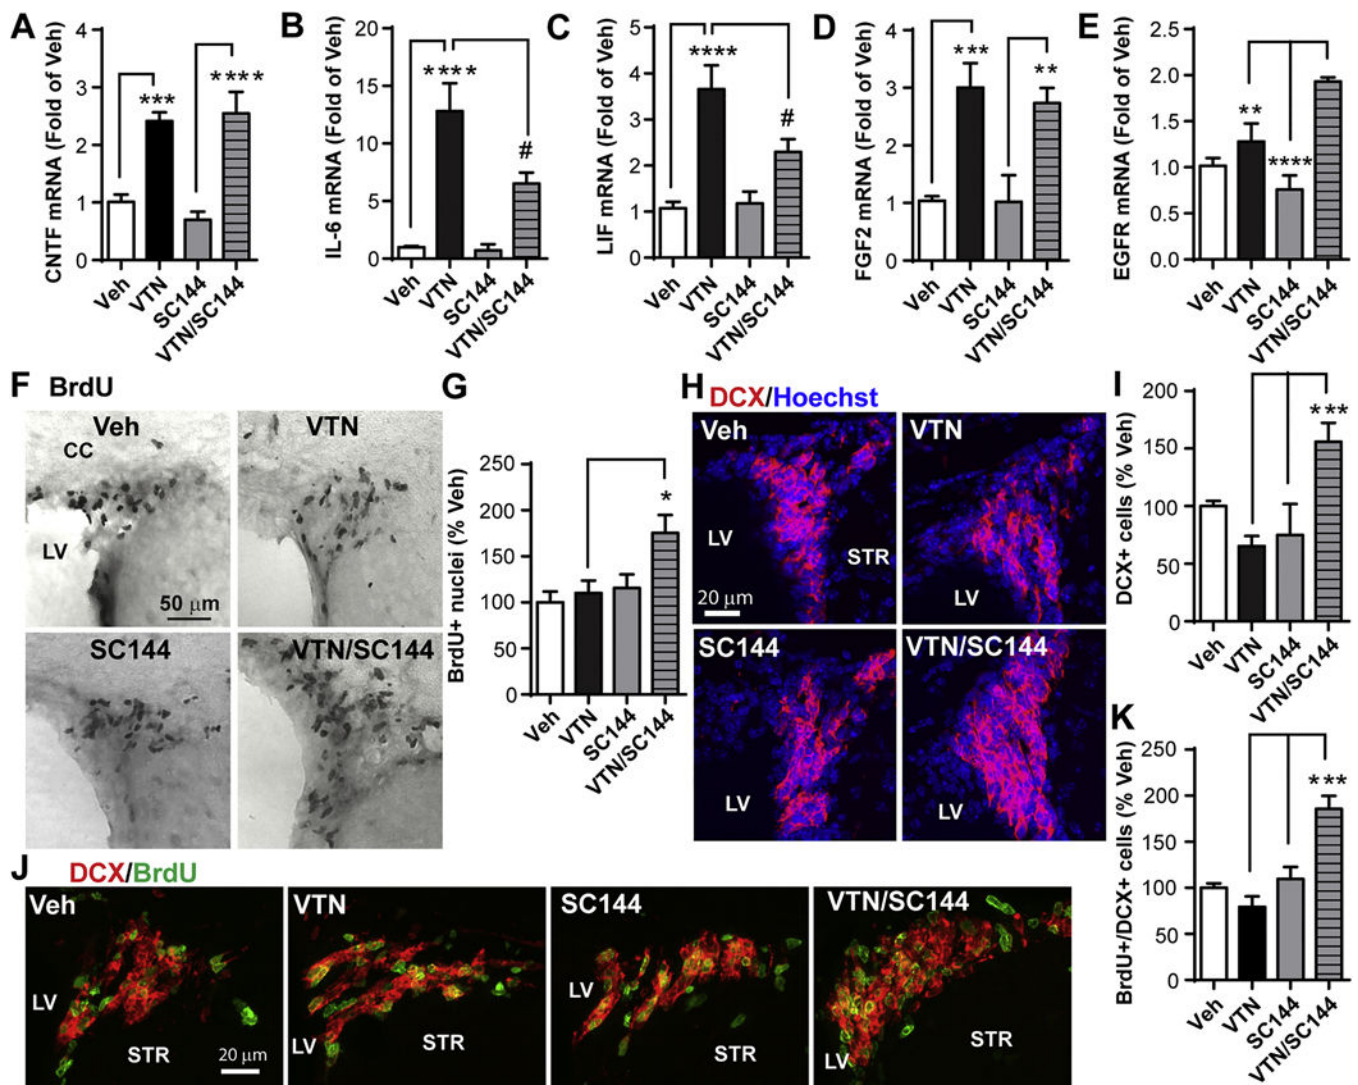 A
CNTF mRNA (Fold of Veh)
4
3
2
1
0
***
****
Veh
VTN
SC144
VTN/SC144
B
IL-6 mRNA (Fold of Veh)
20
15
10
5
0
****
#
Veh
VTN
SC144
VTN/SC144
C
LIF mRNA (Fold of Veh)
5
4
3
2
1
0
****
#
Veh
VTN
SC144
VTN/SC144
D
FGF2 mRNA (Fold of Veh)
4
3
2
1
0
***
**
Veh
VTN
SC144
VTN/SC144
E
EGFR mRNA (Fold of Veh)
2.5
2.0
1.5
1.0
0.5
0.0
**
****
Veh
VTN
SC144
VTN/SC144
F BrdU
Veh
CC
LV
50 μm
VTN
SC144
VTN/SC144
G
BrdU+ nuclei (% Veh)
250
200
150
100
50
0
*
Veh
VTN
SC144
VTN/SC144
H DCX/Hoechst
Veh
LV
STR
20 μm
VTN
LV
SC144
LV
VTN/SC144
LV
I
DCX+ cells (% Veh)
200
150
100
50
0
***
Veh
VTN
SC144
VTN/SC144
J DCX/BrdU
Veh
LV
STR
20 μm
VTN
LV
STR
SC144
LV
STR
VTN/SC144
LV
STR
K
BrdU+/DCX+ cells (% Veh)
250
200
150
100
50
0
***
Veh
VTN
SC144
VTN/SC144